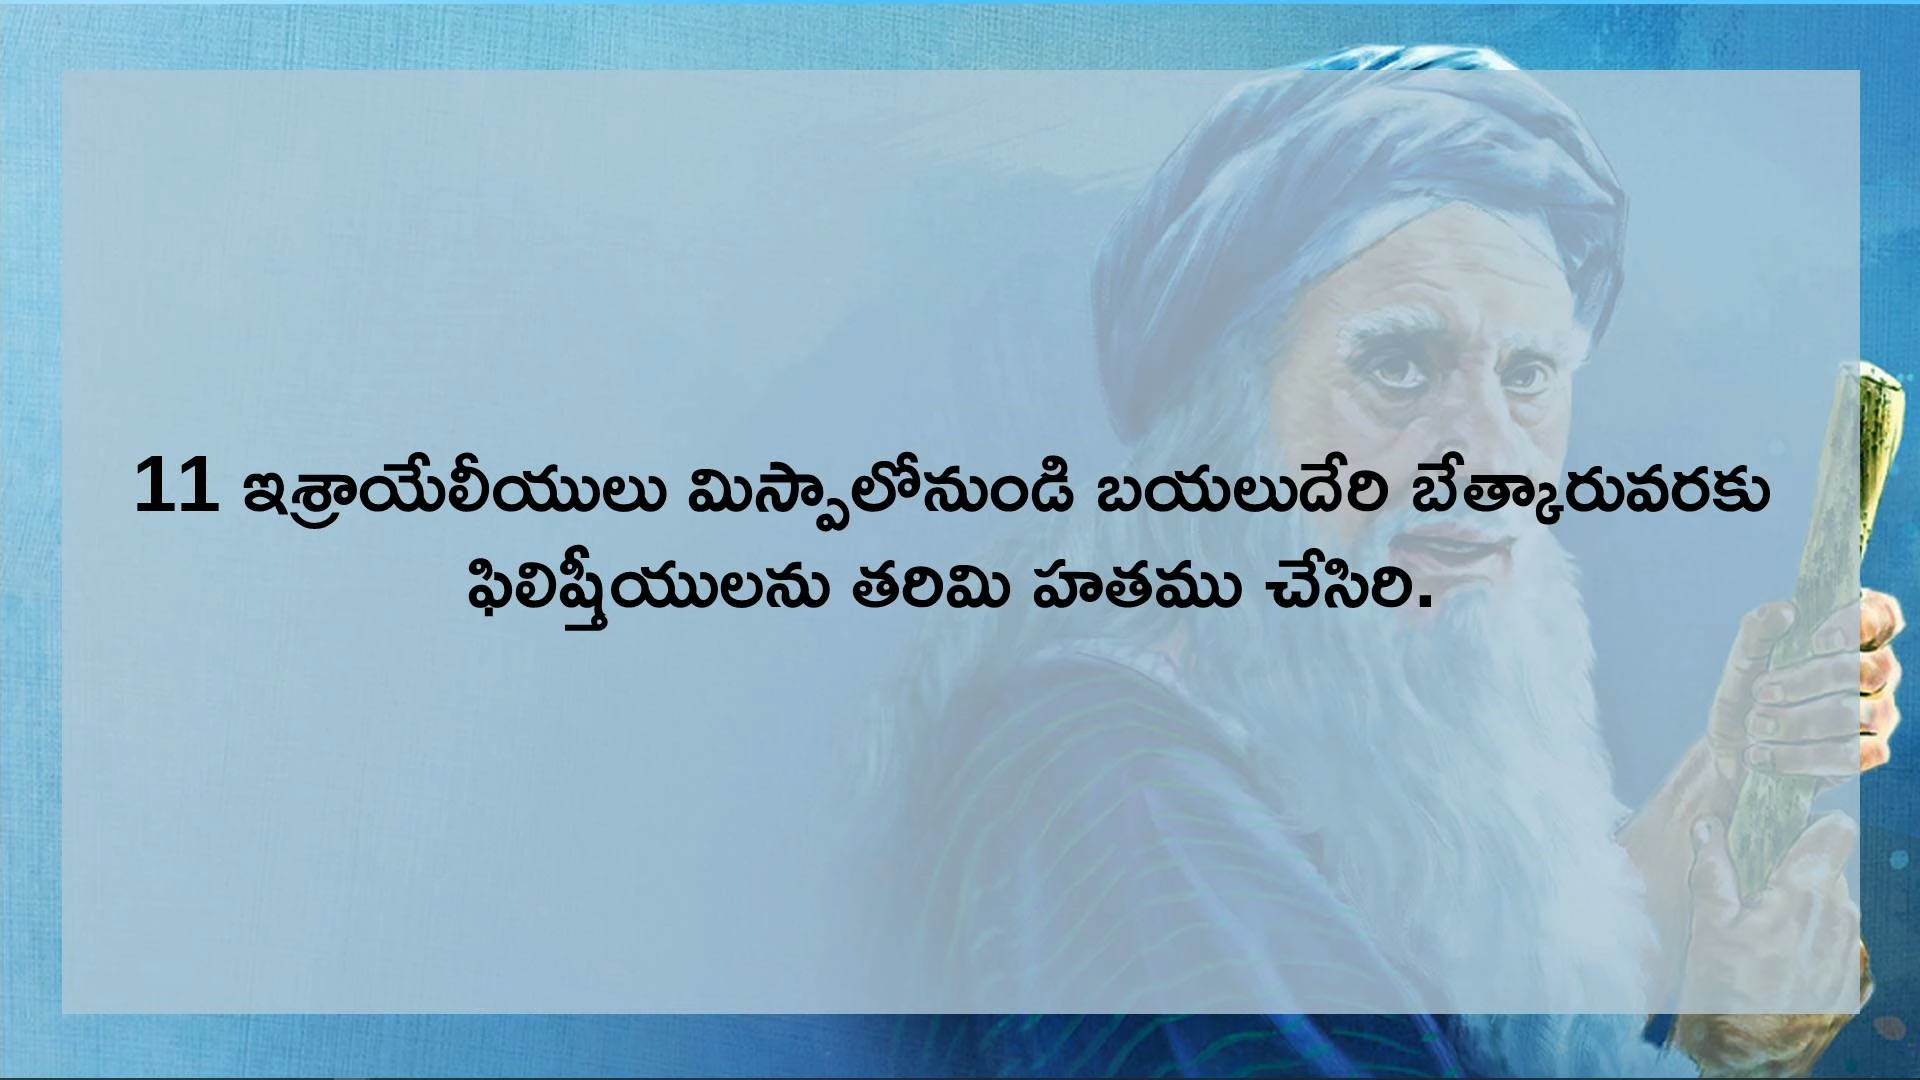 11 ఇశ్రాయేలీయులు మిస్పాలోనుండి బయలుదేరి బేత్కారువరకు
ఫిలిష్తీయులను తరిమి హతము చేసిరి.